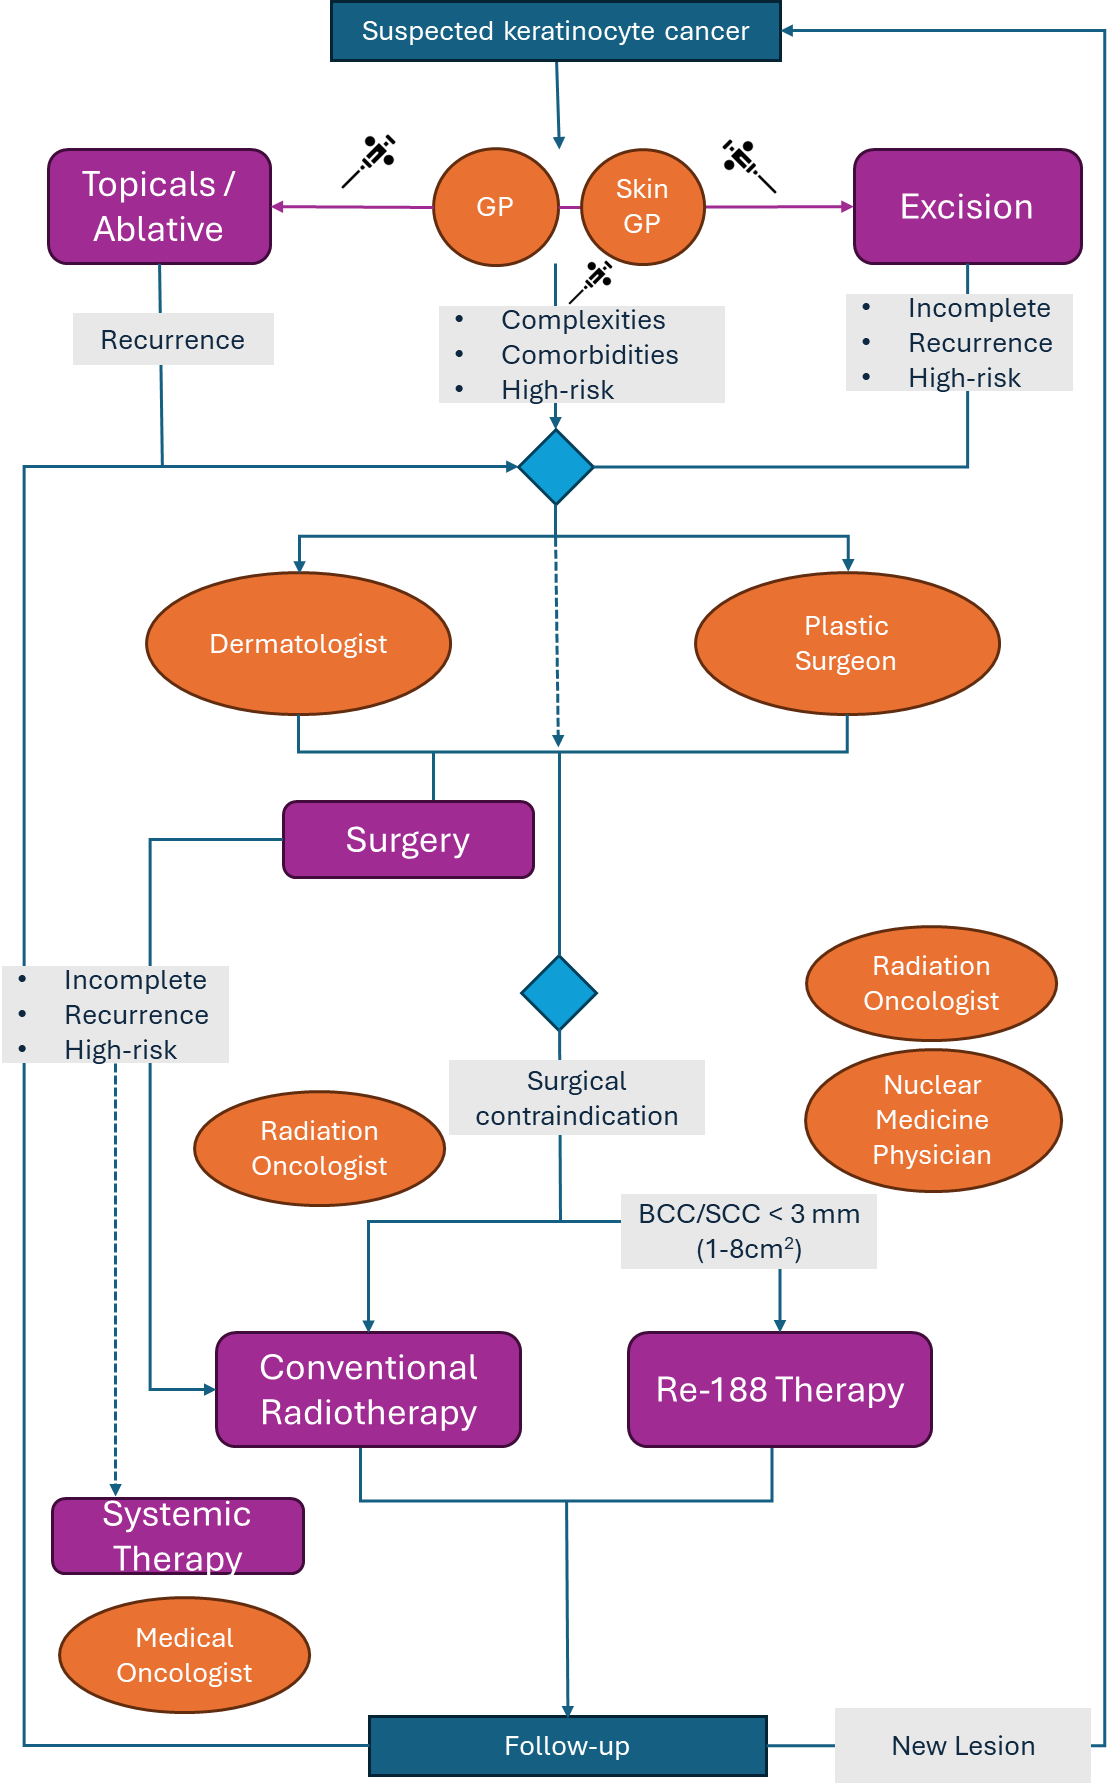 Suspected keratinocyte cancer
Topicals /
Ablative
GP
Skin
GP
Excision
Recurrence
• Complexities
• Comorbidities
• High-risk
• Incomplete
• Recurrence
• High-risk
Dermatologist
Plastic
Surgeon
Surgery
• Incomplete
• Recurrence
• High-risk
Radiation
Oncologist
Nuclear
Medicine
Physician
Surgical
contraindication
Radiation
Oncologist
BCC/SCC < 3 mm
(1-8cm²)
Conventional
Radiotherapy
Re-188 Therapy
Systemic
Therapy
Medical
Oncologist
Follow-up
New Lesion